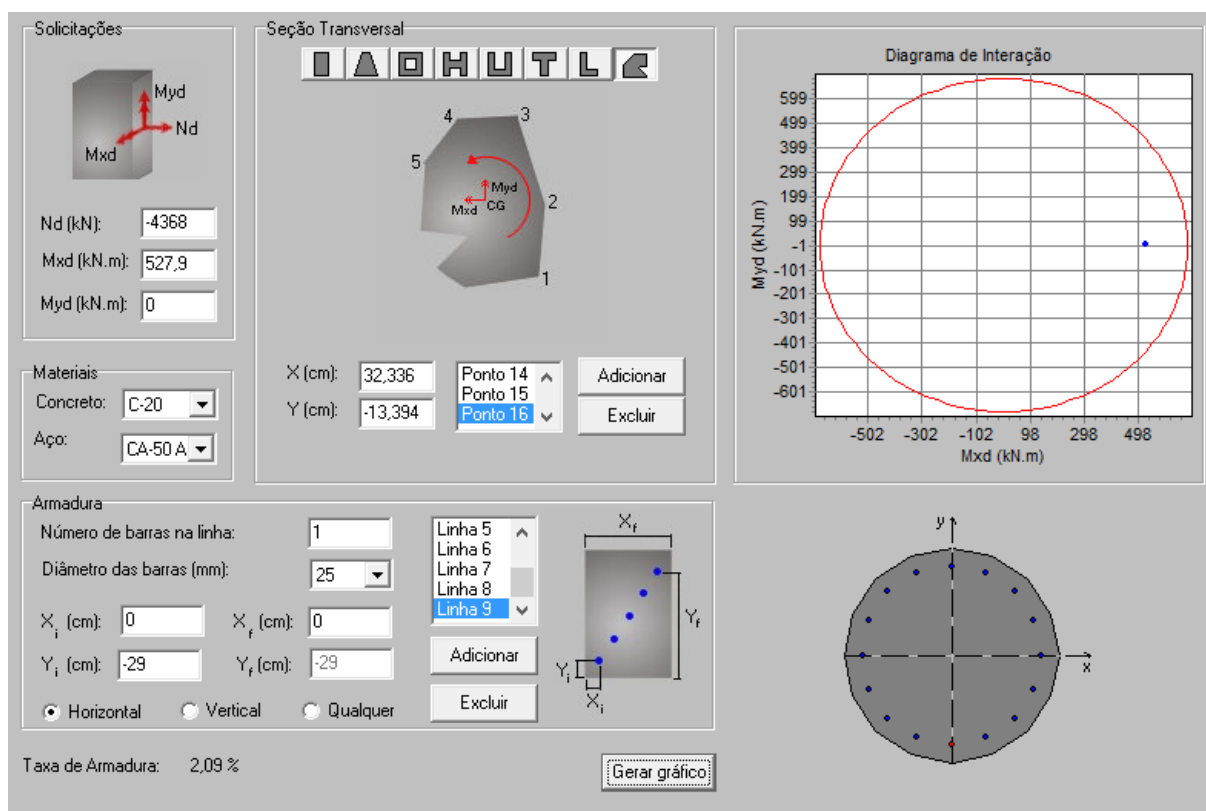 Solicitações
Myd
Nd
Mxd
Nd (kN): -4368
Mxd (kN.m): 527,9
Myd (kN.m): 0
Materiais
Concreto: C-20
Aço: CA-50 A
Seção Transversal
4 3
5
Myd
Mxd CG 2
1
X (cm): 32,336
Y (cm): -13,394
Ponto 14
Ponto 15
Ponto 16
Adicionar
Excluir
Diagrama de Interação
Myd (kN.m)
599
499
399
299
199
99
-1
-101
-201
-301
-401
-501
-601
-502 -302 -102 98 298 498
Mxd (kN.m)
Armadura
Número de barras na linha: 1
Diâmetro das barras (mm): 25
Xi (cm): 0 Xf (cm): 0
Yi (cm): -29 Yf (cm): -29
Horizontal Vertical Qualquer
Linha 5
Linha 6
Linha 7
Linha 8
Linha 9
Adicionar
Excluir
Xf
Yf
Yi
Xi
Taxa de Armadura: 2,09 %
Gerar gráfico
y
x